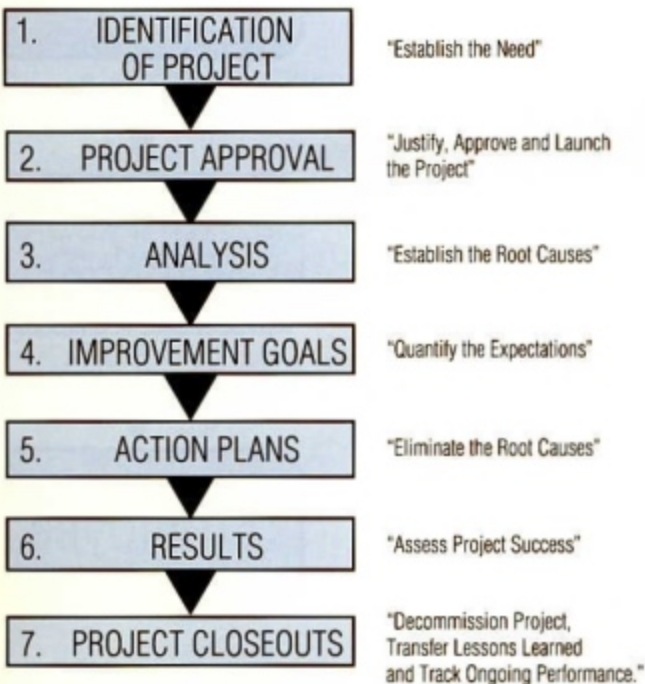 1. IDENTIFICATION
OF PROJECT
"Establish the Need"
2. PROJECT APPROVAL
"Justify, Approve and Launch
the Project"
3. ANALYSIS
"Establish the Root Causes"
4. IMPROVEMENT GOALS
"Quantify the Expectations"
5. ACTION PLANS
"Eliminate the Root Causes"
6. RESULTS
"Assess Project Success"
7. PROJECT CLOSEOUTS
"Decommission Project,
Transfer Lessons Learned
and Track Ongoing Performance."